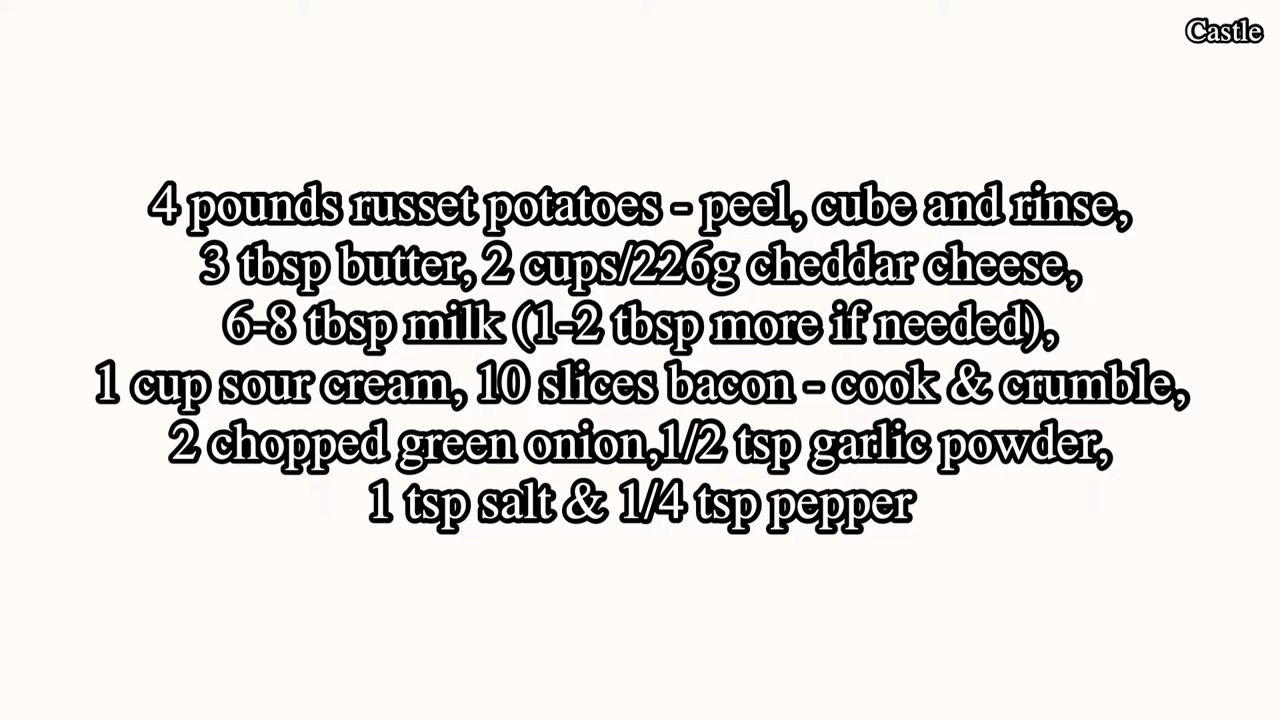 Castle
4 pounds russet potatoes - peel, cube and rinse,
3 tbsp butter, 2 cups/226g cheddar cheese,
6-8 tbsp milk (1-2 tbsp more if needed),
1 cup sour cream, 10 slices bacon - cook & crumble,
2 chopped green onion,1/2 tsp garlic powder,
1 tsp salt & 1/4 tsp pepper